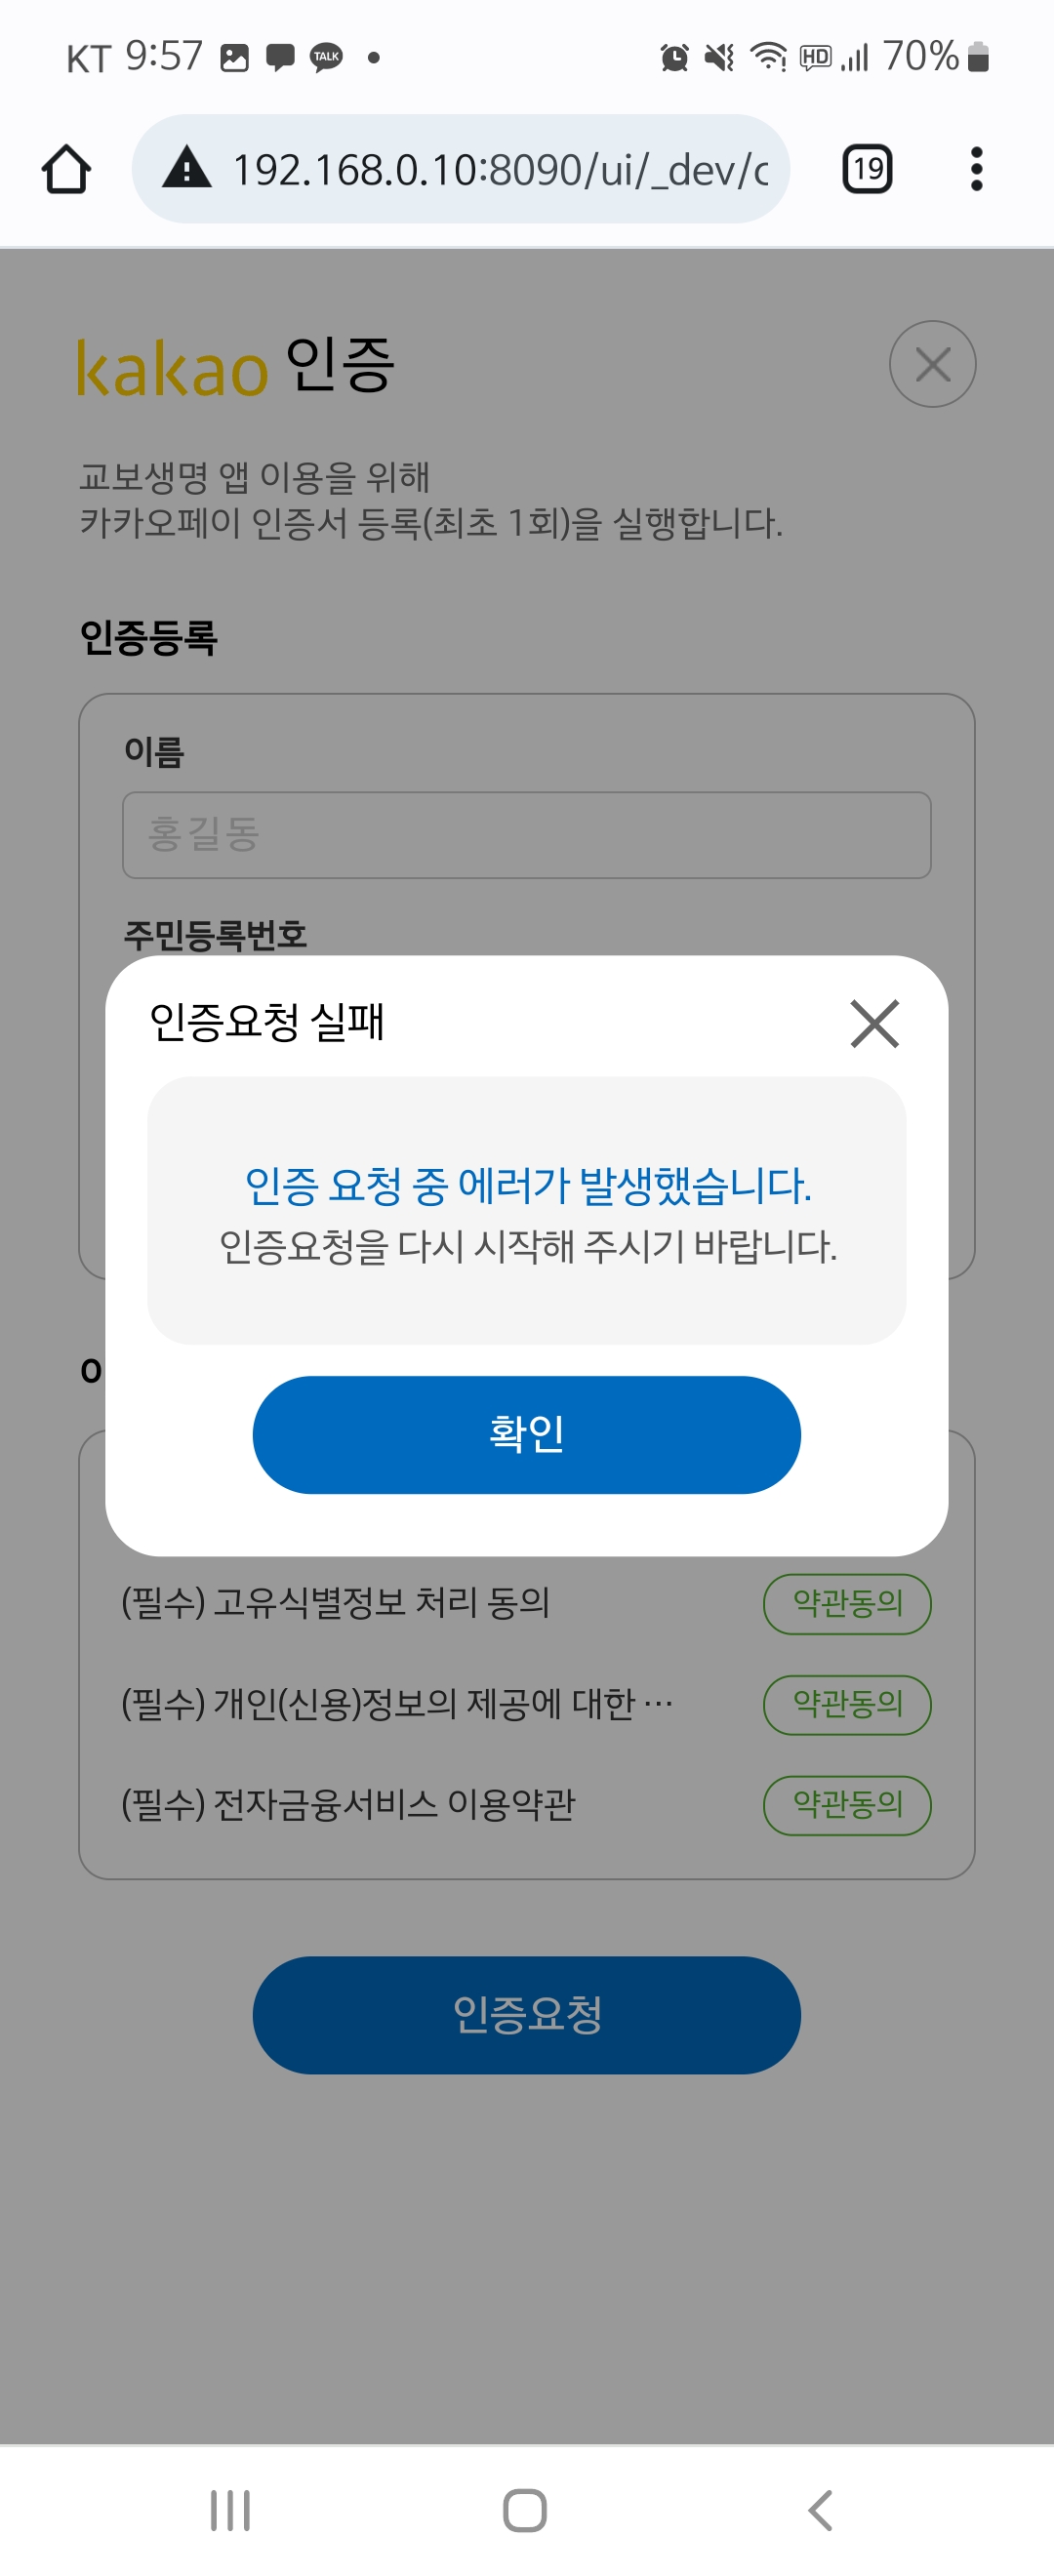 KT 9:57 TALK HD 70%
192.168.0.10:8090/ui/_dev/c
19
kakao 인증
교보생명 앱 이용을 위해
카카오페이 인증서 등록(최초 1회)을 실행합니다.
인증등록
이름
홍길동
주민등록번호
인증요청 실패
인증 요청 중 에러가 발생했습니다.
인증요청을 다시 시작해 주시기 바랍니다.
확인
(필수) 고유식별정보 처리 동의 약관동의
(필수) 개인(신용)정보의 제공에 대한 … 약관동의
(필수) 전자금융서비스 이용약관 약관동의
인증요청